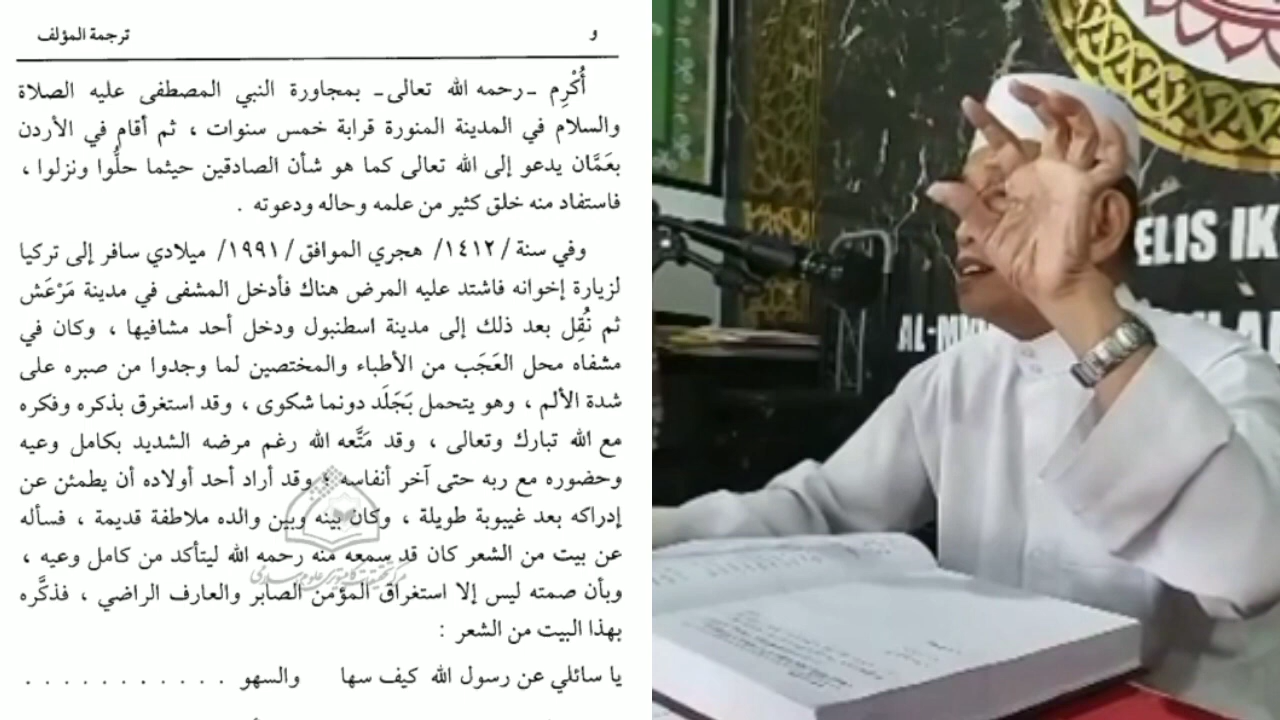 و
ترجمة المؤلف
أُكْرِم -رحمه الله تعالى- بمجاورة النبي المصطفى عليه الصلاة
والسلام في المدينة المنورة قرابة خمس سنوات ، ثم أقام في الأردن
بعَمَّان يدعو إلى الله تعالى كما هو شأن الصادقين حيثما حلُّوا ونزلوا ،
فاستفاد منه خلق كثير من علمه وحاله ودعوته .
وفي سنة /١٤١٢/ هجري الموافق /١٩٩١/ ميلادي سافر إلى تركيا
لزيارة إخوانه فاشتد عليه المرض هناك فأدخل المشفى في مدينة مَرْعَش
ثم نُقِل بعد ذلك إلى مدينة اسطنبول ودخل أحد مشافيها ، وكان في
مشفاه محل العَجَب من الأطباء والمختصين لما وجدوا من صبره على
شدة الألم ، وهو يتحمل بَجَلَد دونما شكوى ، وقد استغرق بذكره وفكره
مع الله تبارك وتعالى ، وقد مَتَّعه الله رغم مرضه الشديد بكامل وعيه
وحضوره مع ربه حتى آخر أنفاسه ؛ وقد أراد أحد أولاده أن يطمئن عن
إدراكه بعد غيبوبة طويلة ، وكان بينه وبين والده ملاطفة قديمة ، فسأله
عن بيت من الشعر كان قد سمعه منه رحمه الله ليتأكد من كامل وعيه ،
وبأن صمته ليس إلا استغراق المؤمن الصابر والعارف الراضي ، فذكَّره
بهذا البيت من الشعر :
يا سائلي عن رسول الله كيف سها والسهو . . . . . . . . . . . .
ELIS IK